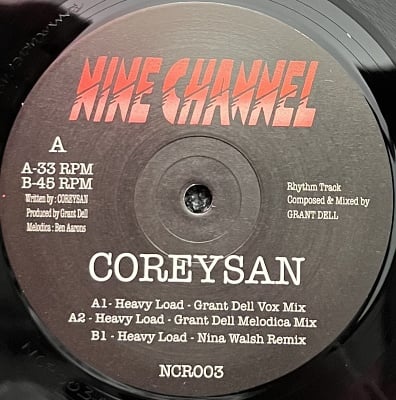 NINE CHANNEL
A
A-33 RPM
B-45 RPM
Written by : COREYSAN
Produced by Grant Dell
Melodica : Ben Aarons
Rhythm Track
Composed & Mixed by
GRANT DELL
COREYSAN
A1 - Heavy Load - Grant Dell Vox Mix
A2 - Heavy Load - Grant Dell Melodica Mix
B1 - Heavy Load - Nina Walsh Remix
NCR003